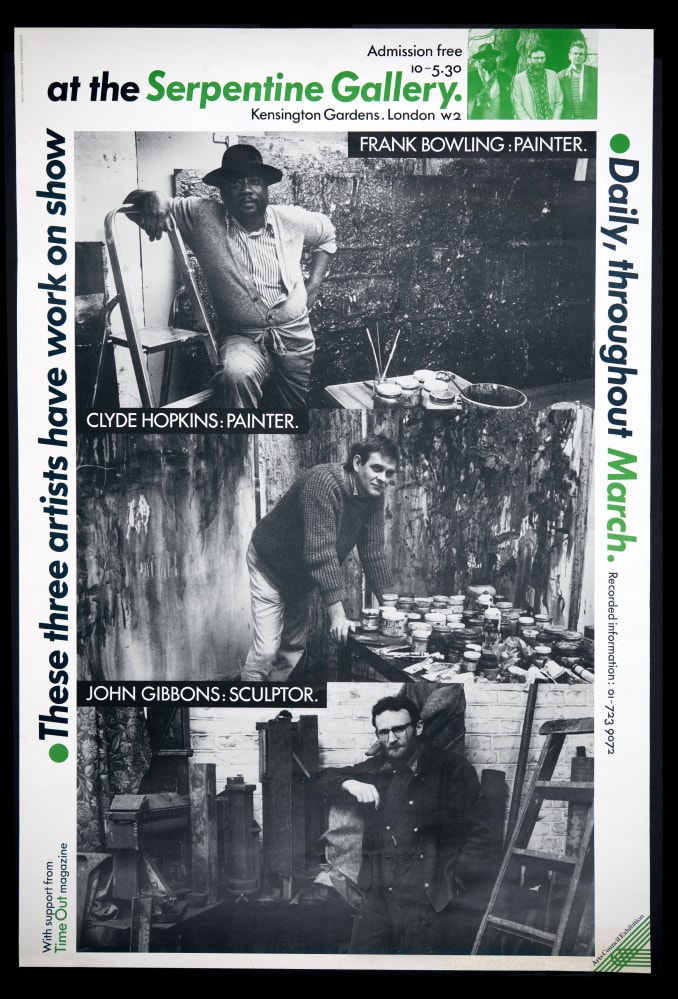 Admission free
10–5.30
at the Serpentine Gallery.
Kensington Gardens. London w2
These three artists have work on show
FRANK BOWLING : PAINTER.
CLYDE HOPKINS : PAINTER.
JOHN GIBBONS : SCULPTOR.
Daily, throughout March.
Recorded information : 01-723 9072
With support from
Time Out magazine
Arts Council Exhibition